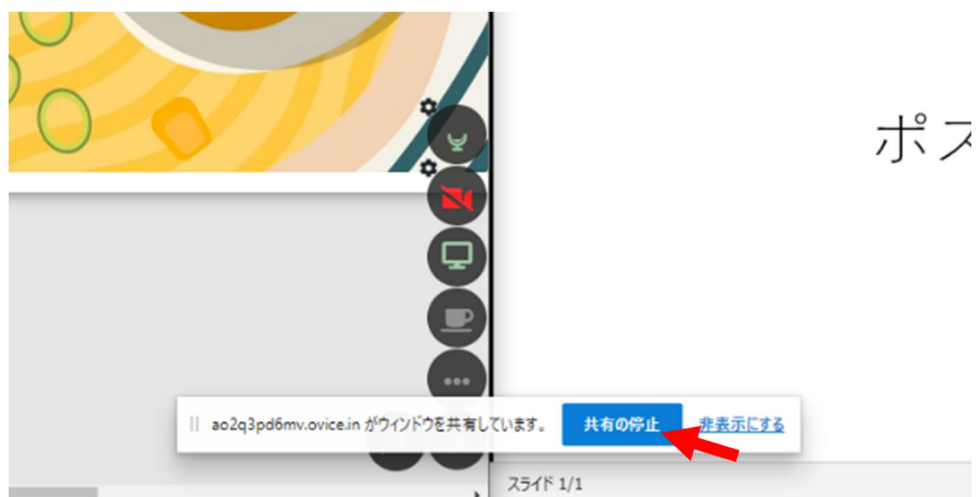 ポス
ao2q3pd6mv.ovice.in がウィンドウを共有しています。 共有の停止 非表示にする
スライド 1/1